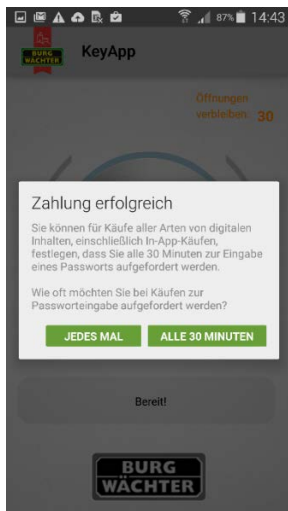 87% 14:43
BURG
WÄCHTER
KeyApp
Öffnungen
verbleiben: 30
Zahlung erfolgreich
Sie können für Käufe aller Arten von digitalen
Inhalten, einschließlich In-App-Käufen,
festlegen, dass Sie alle 30 Minuten zur Eingabe
eines Passworts aufgefordert werden.
Wie oft möchten Sie bei Käufen zur
Passworteingabe aufgefordert werden?
JEDES MAL ALLE 30 MINUTEN
Bereit!
BURG
WÄCHTER